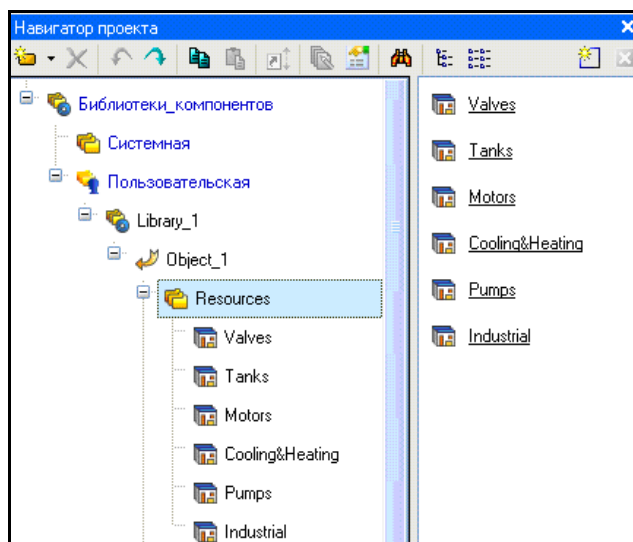 Навигатор проекта
Библиотеки_компонентов
Системная
Пользовательская
Library_1
Object_1
Resources
Valves
Tanks
Motors
Cooling&Heating
Pumps
Industrial
Valves
Tanks
Motors
Cooling&Heating
Pumps
Industrial